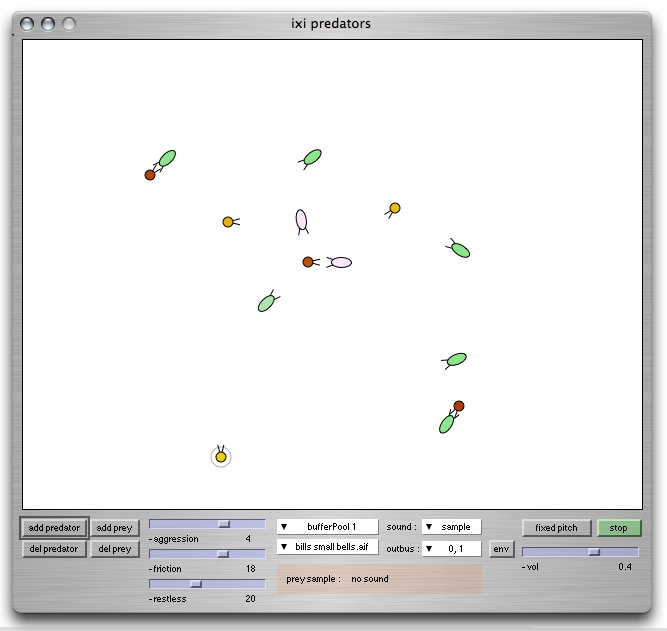 ixi predators
add predator add prey bufferPool 1 sound : sample fixed pitch stop
-aggression 4
del predator del prey bills small bells.aif outbus : 0, 1 env
-friction 18 -vol 0.4
prey sample : no sound
-restless 20